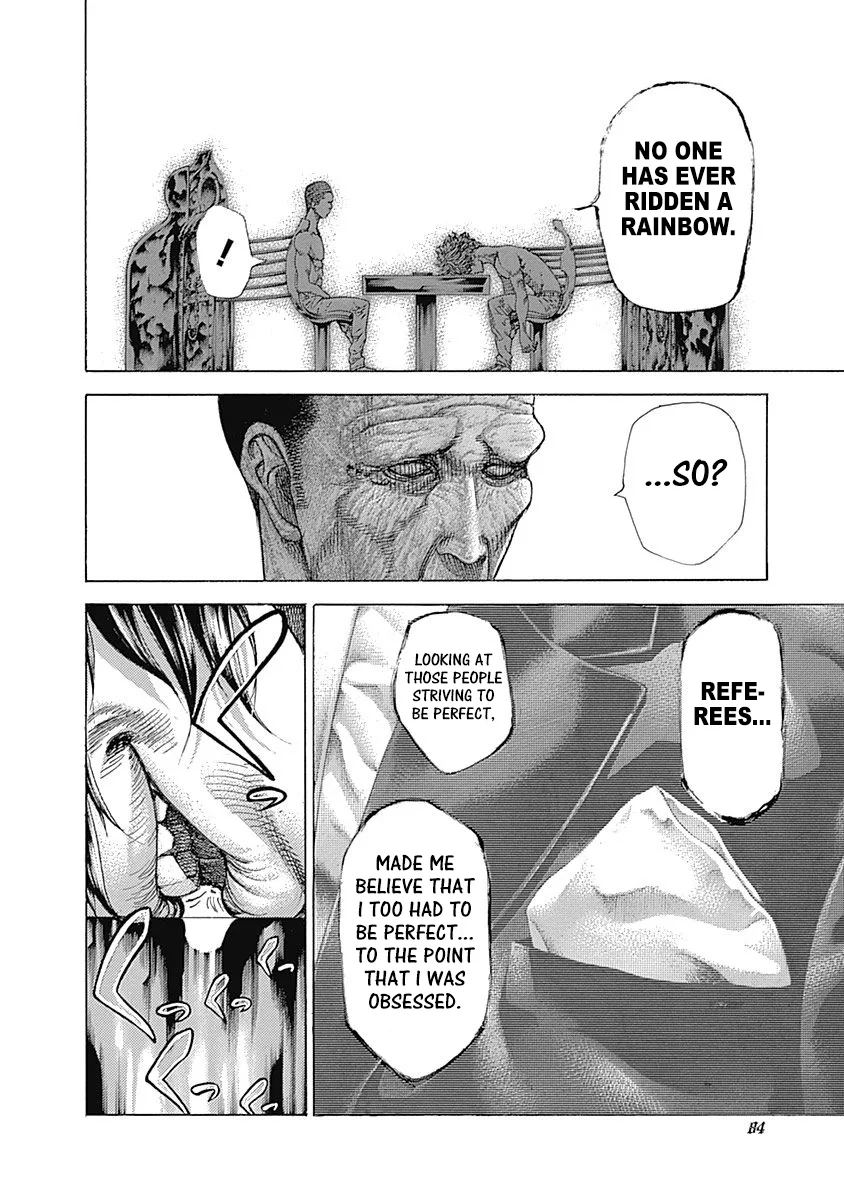 NO ONE
HAS EVER
RIDDEN A
RAINBOW.
!
...SO?
REFE-
REES...
LOOKING AT
THOSE PEOPLE
STRIVING TO
BE PERFECT,
MADE ME
BELIEVE THAT
I TOO HAD TO
BE PERFECT...
TO THE POINT
THAT I WAS
OBSESSED.